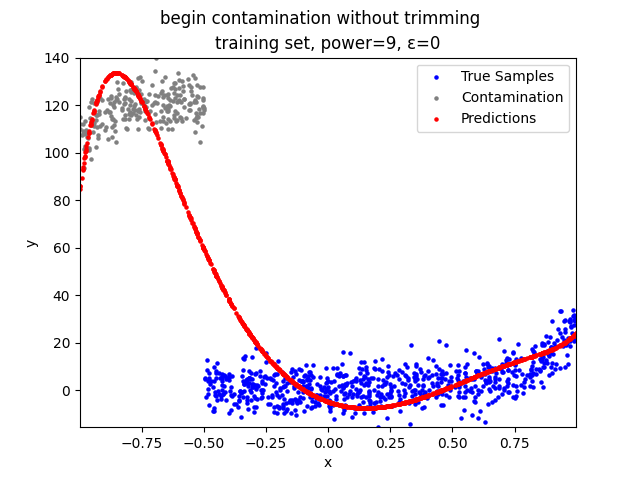 begin contamination without trimming
training set, power=9, ε=0
140
120
100
80
60
40
20
0
y
−0.75
−0.50
−0.25
0.00
0.25
0.50
0.75
x
True Samples
Contamination
Predictions